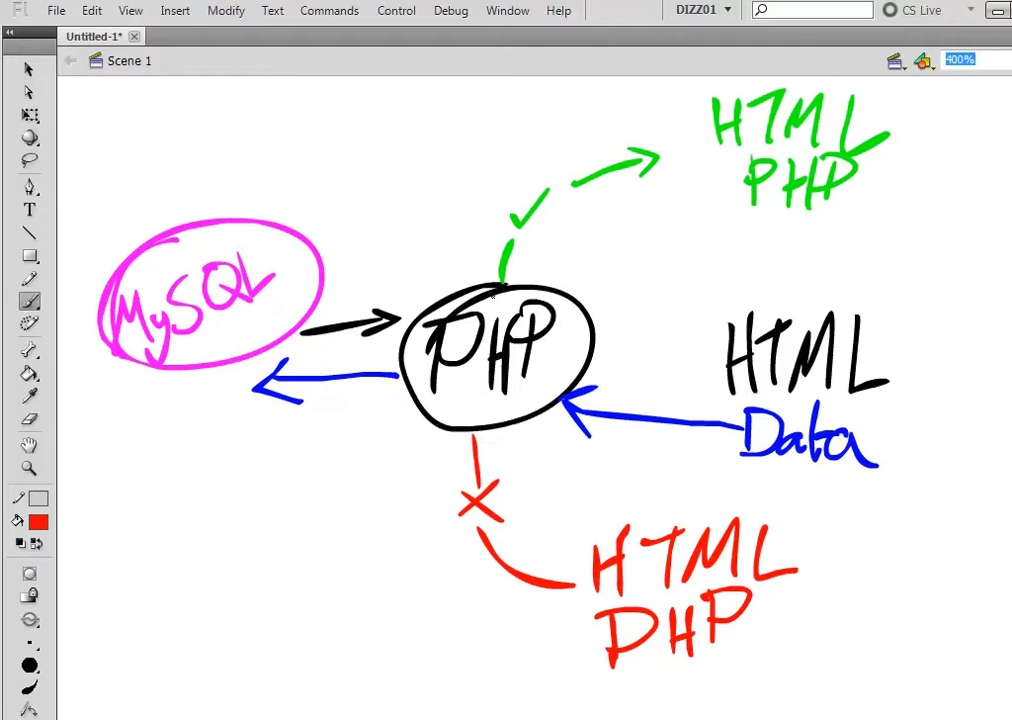 Fl File Edit View Insert Modify Text Commands Control Debug Window Help DIZZ01 CS Live
Untitled-1*
Scene 1 400%
HTML
PHP
MySQL
PHP
HTML
Data
HTML
PHP